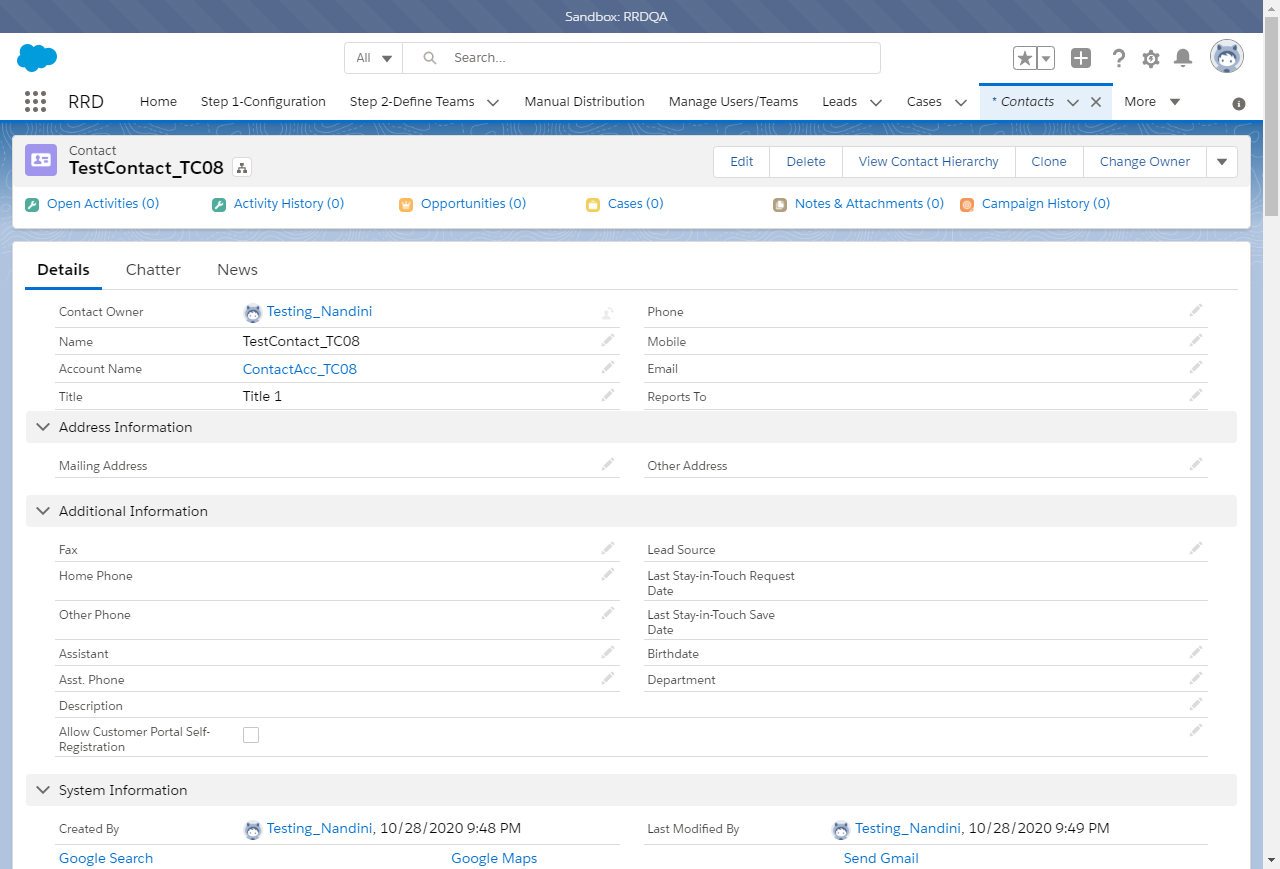 Sandbox: RRDQA
All Search...
RRD Home Step 1-Configuration Step 2-Define Teams Manual Distribution Manage Users/Teams Leads Cases * Contacts More
Contact
TestContact_TC08
Edit Delete View Contact Hierarchy Clone Change Owner
Open Activities (0) Activity History (0) Opportunities (0) Cases (0) Notes & Attachments (0) Campaign History (0)
Details Chatter News
Contact Owner Testing_Nandini Phone
Name TestContact_TC08 Mobile
Account Name ContactAcc_TC08 Email
Title Title 1 Reports To
Address Information
Mailing Address Other Address
Additional Information
Fax Lead Source
Home Phone Last Stay-in-Touch Request
Date
Other Phone Last Stay-in-Touch Save
Date
Assistant Birthdate
Asst. Phone Department
Description
Allow Customer Portal Self-
Registration
System Information
Created By Testing_Nandini, 10/28/2020 9:48 PM Last Modified By Testing_Nandini, 10/28/2020 9:49 PM
Google Search Google Maps Send Gmail